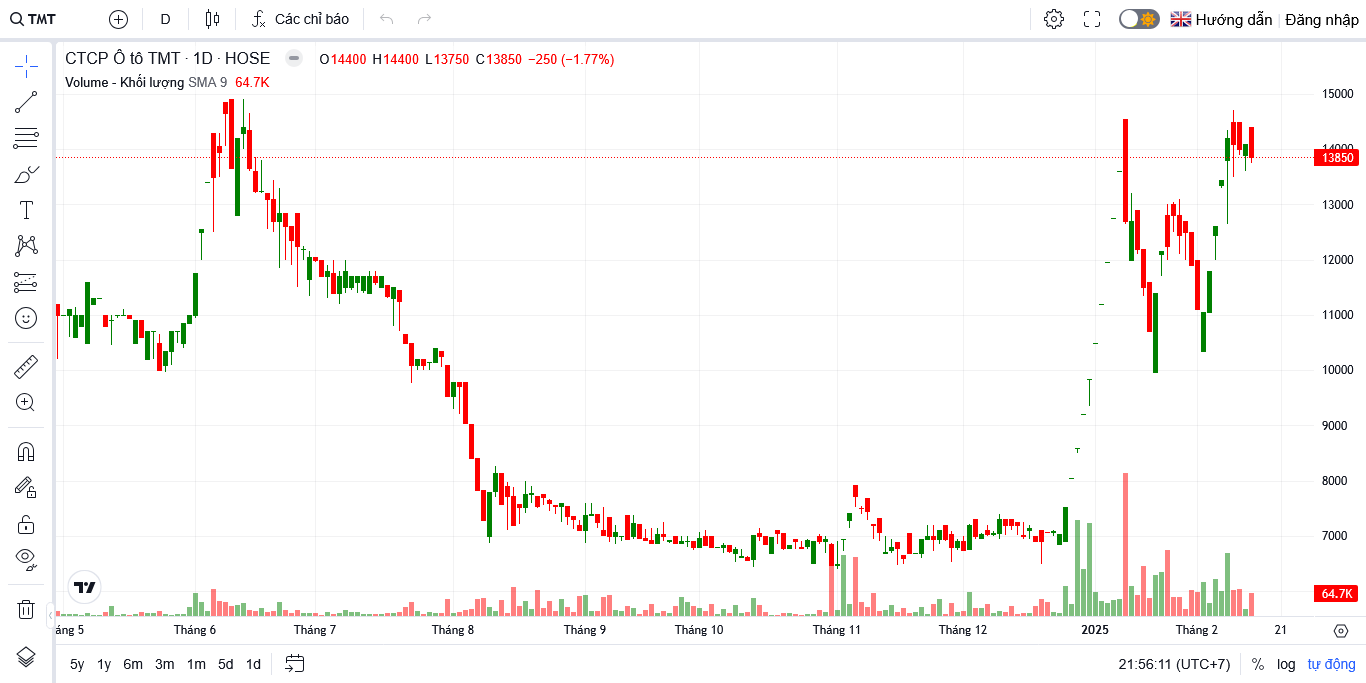 TMT D Các chỉ báo Hướng dẫn Đăng nhập
CTCP Ô tô TMT · 1D · HOSE O14400 H14400 L13750 C13850 −250 (−1.77%)
Volume - Khối lượng SMA 9 64.7K
15000
14000
13850
13000
12000
11000
10000
9000
8000
7000
64.7K
áng 5 Tháng 6 Tháng 7 Tháng 8 Tháng 9 Tháng 10 Tháng 11 Tháng 12 2025 Tháng 2 21
5y 1y 6m 3m 1m 5d 1d 21:56:11 (UTC+7) % log tự động